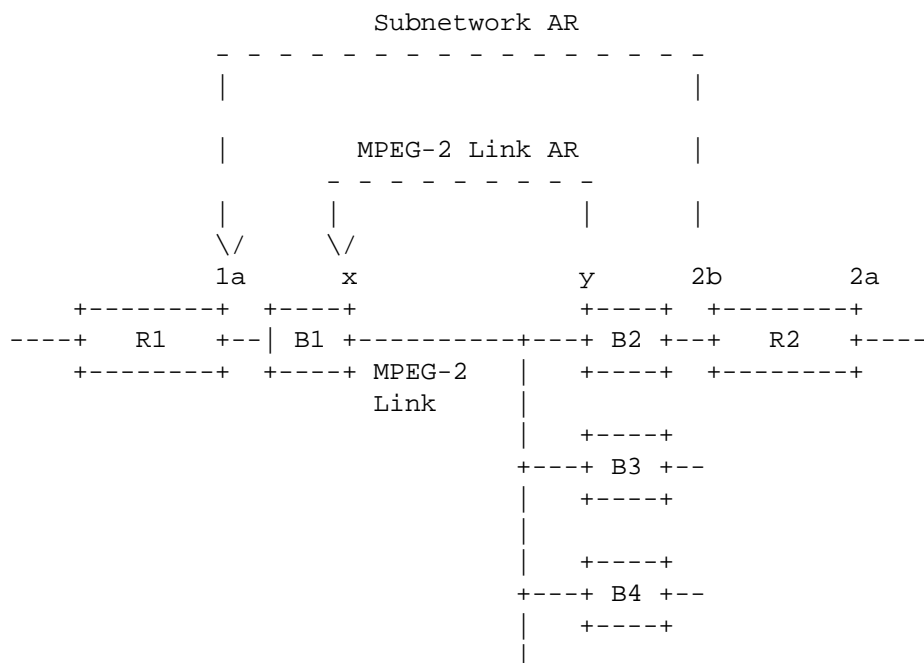 Subnetwork AR
MPEG-2 Link AR
1a x y 2b 2a
R1 B1 B2 R2
MPEG-2
Link
B3
B4